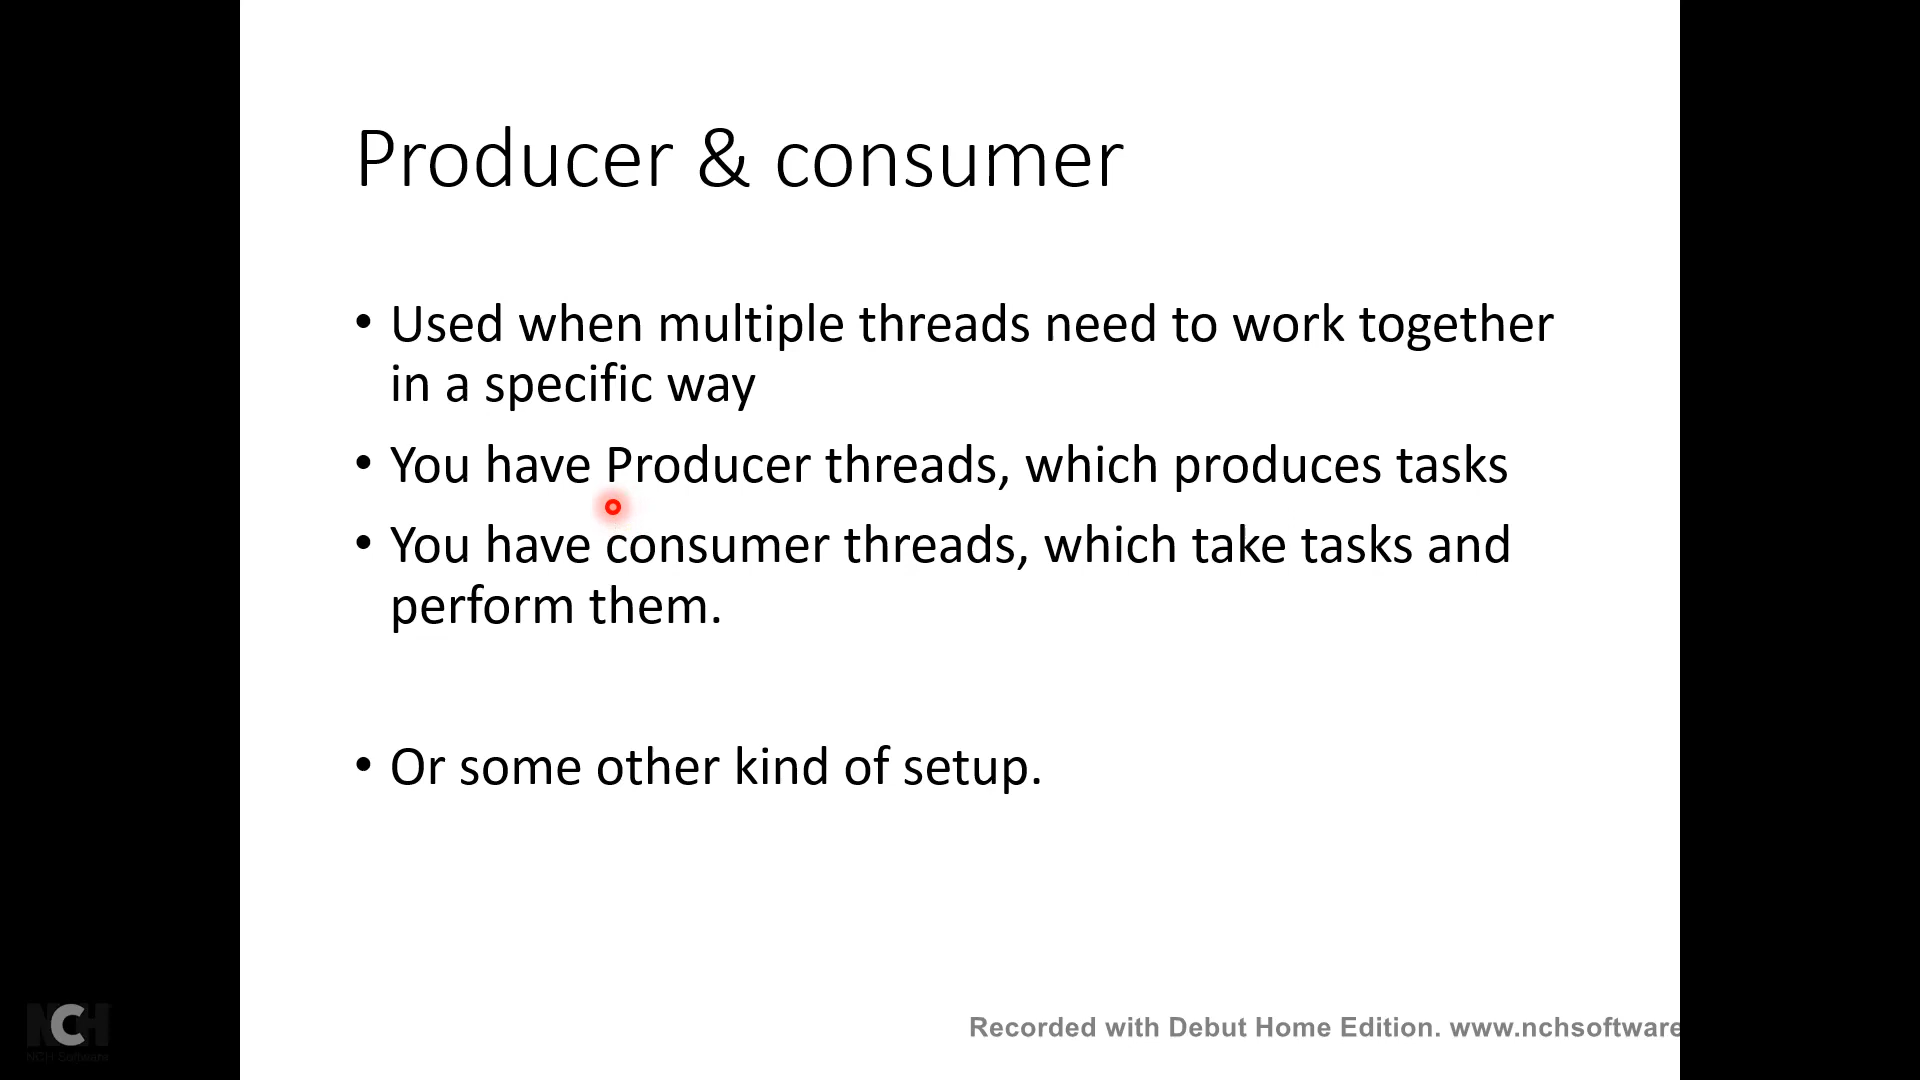 Producer & consumer
• Used when multiple threads need to work together
in a specific way
• You have Producer threads, which produces tasks
• You have consumer threads, which take tasks and
perform them.
• Or some other kind of setup.
NCH
NCH Software
Recorded with Debut Home Edition. www.nchsoftware